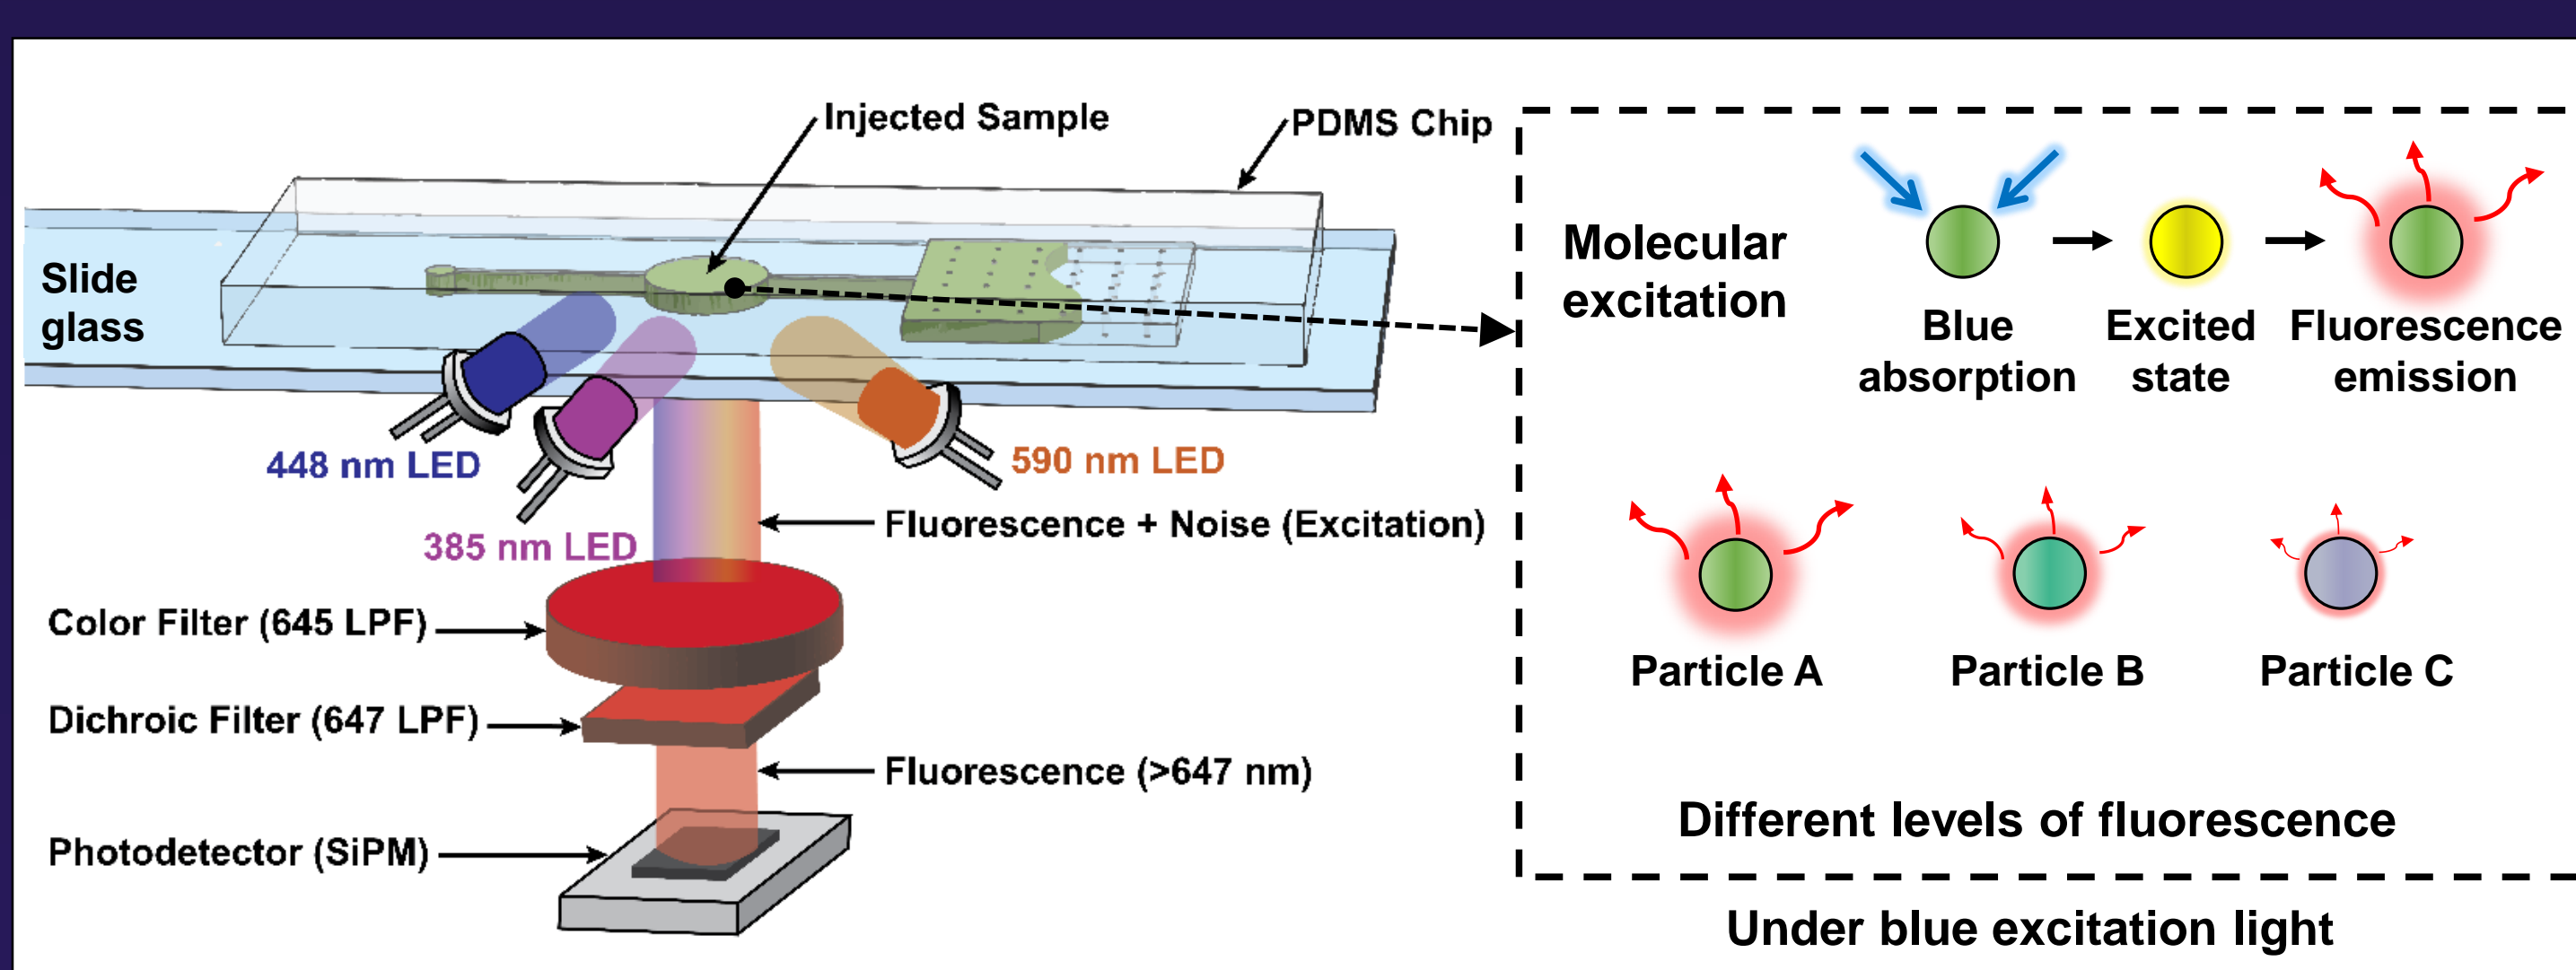 Injected Sample
PDMS Chip
Slide
glass
448 nm LED
385 nm LED
590 nm LED
Fluorescence + Noise (Excitation)
Color Filter (645 LPF)
Dichroic Filter (647 LPF)
Fluorescence (>647 nm)
Photodetector (SiPM)
Molecular
excitation
Blue
absorption
Excited
state
Fluorescence
emission
Particle A
Particle B
Particle C
Different levels of fluorescence
Under blue excitation light